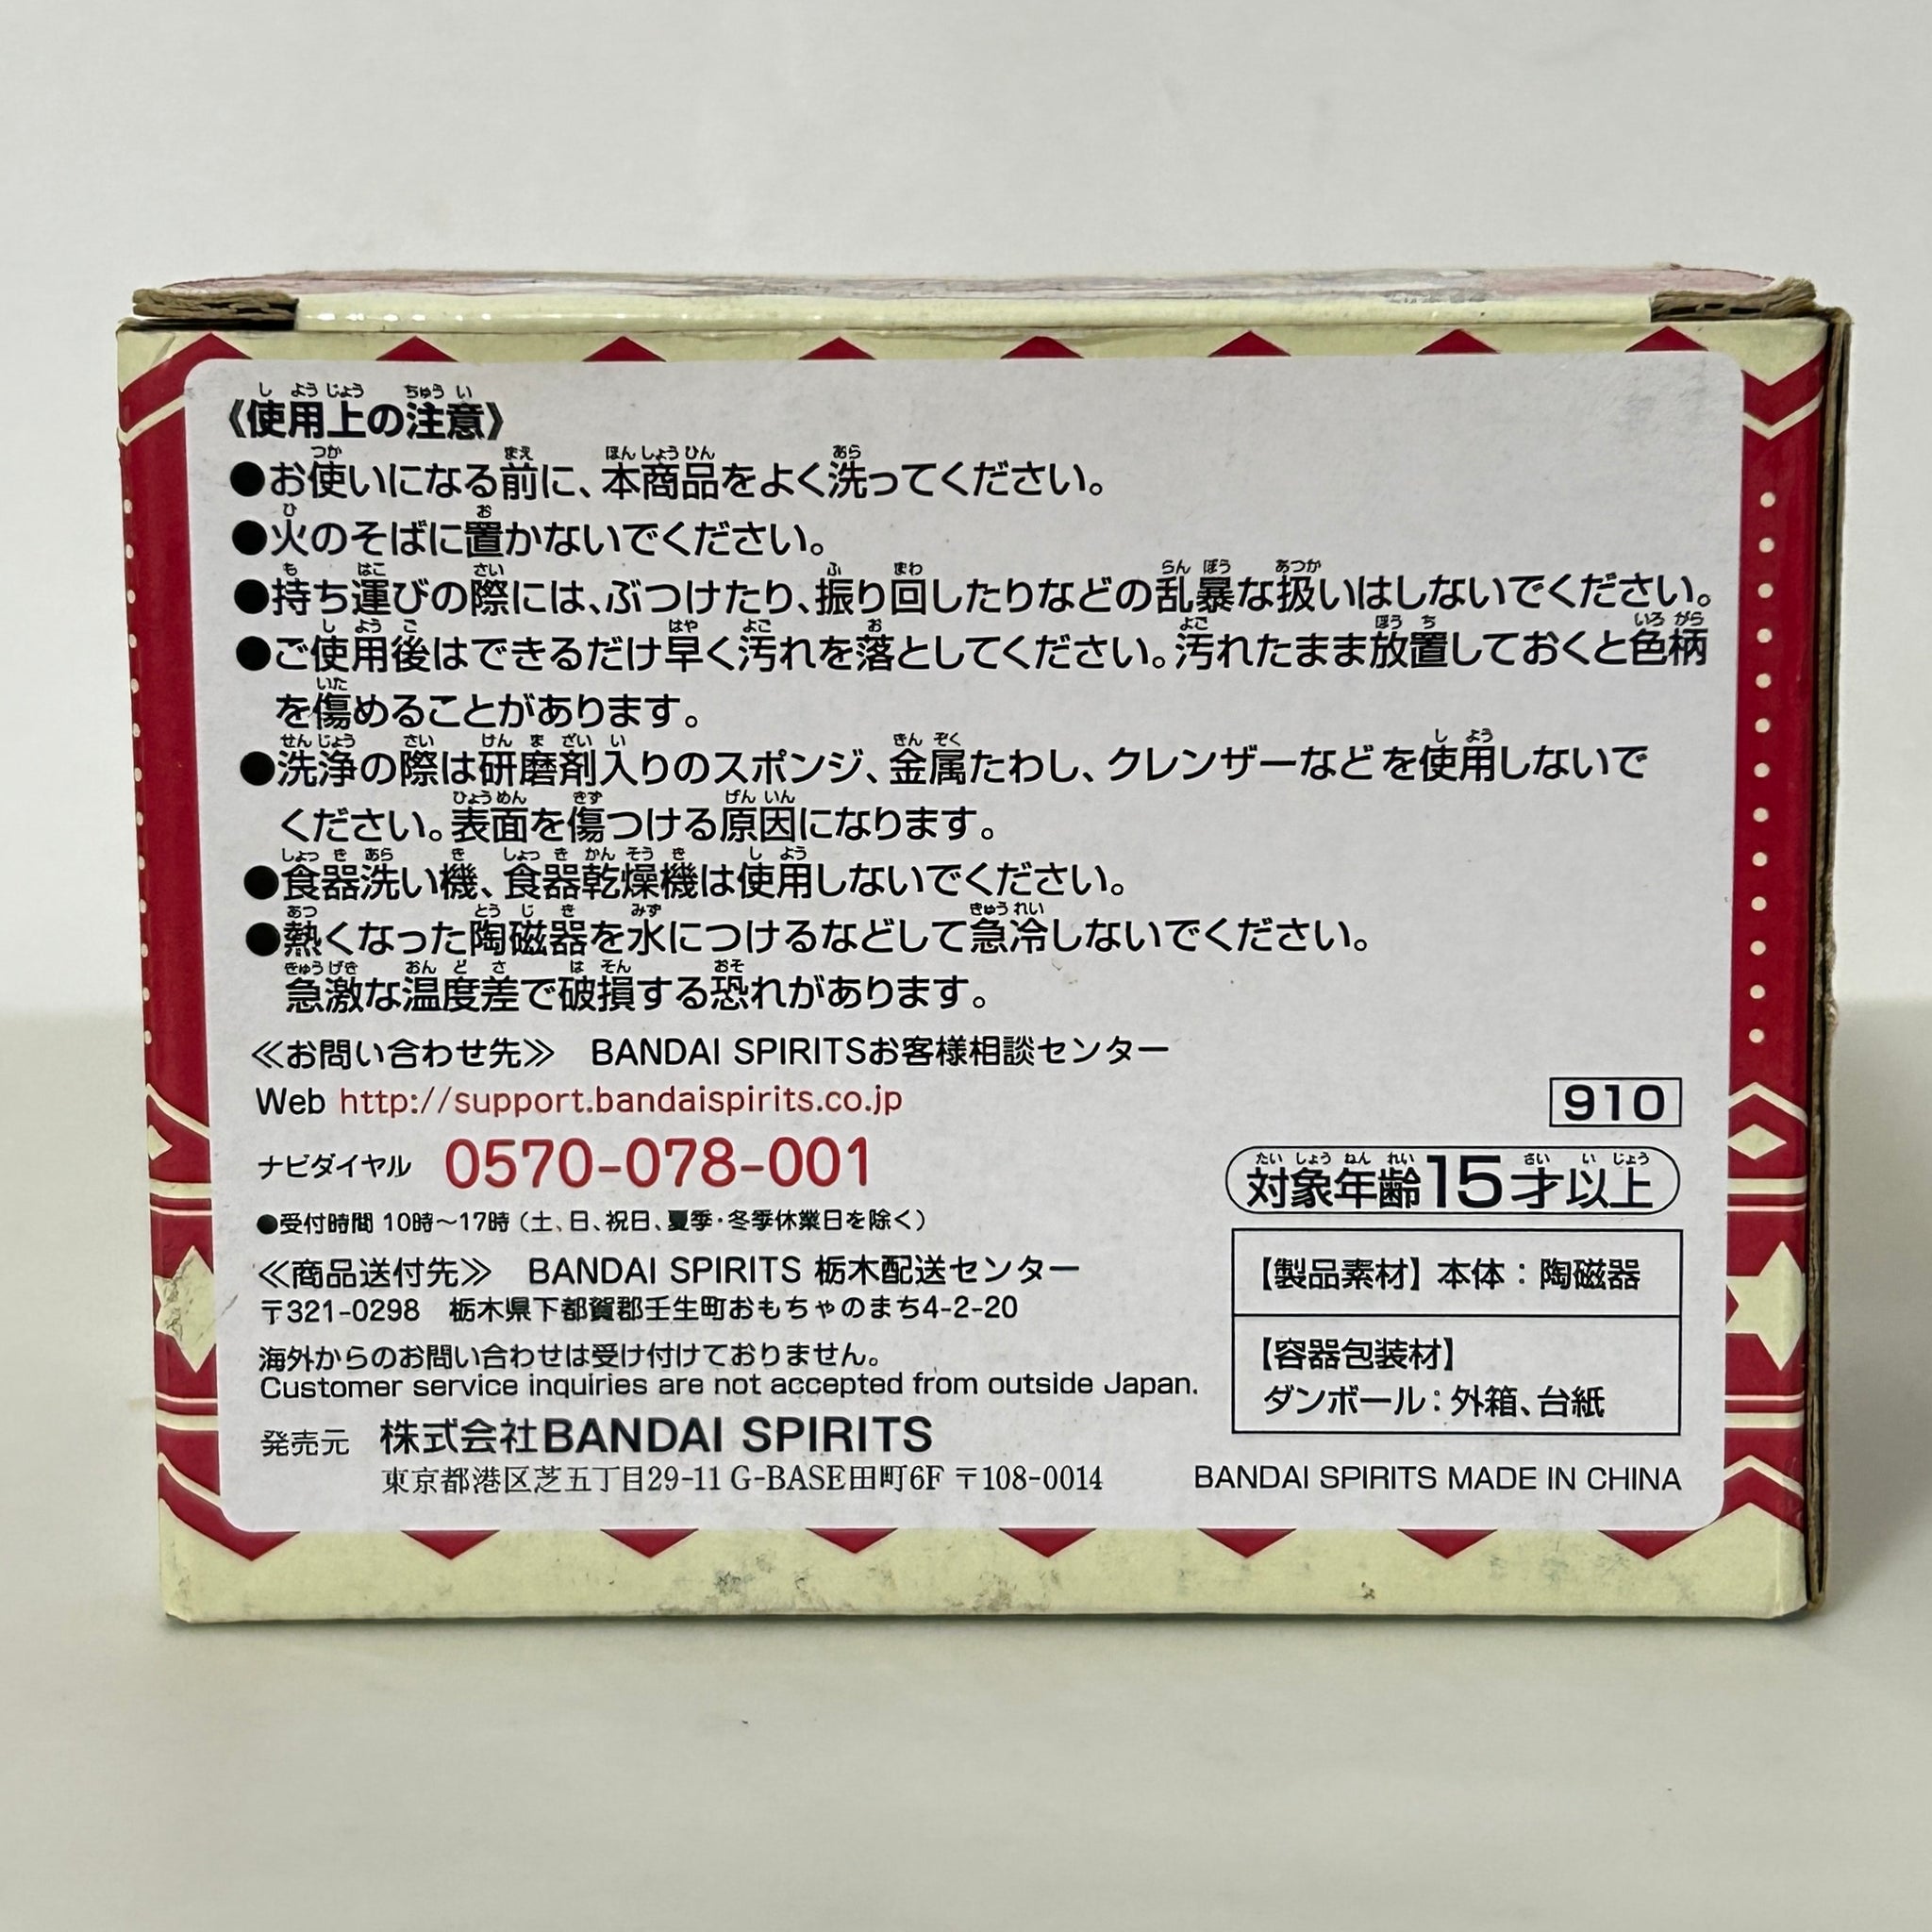 《使用上の注意》
●お使いになる前に、本商品をよく洗ってください。
●火のそばに置かないでください。
●持ち運びの際には、ぶつけたり、振り回したりなどの乱暴な扱いはしないでください。
●ご使用後はできるだけ早く汚れを落としてください。汚れたまま放置しておくと色柄
を傷めることがあります。
●洗浄の際は研磨剤入りのスポンジ、金属たわし、クレンザーなどを使用しないで
ください。表面を傷つける原因になります。
●食器洗い機、食器乾燥機は使用しないでください。
●熱くなった陶磁器を水につけるなどして急冷しないでください。
急激な温度差で破損する恐れがあります。
≪お問い合わせ先≫ BANDAI SPIRITSお客様相談センター
Web http://support.bandaispirits.co.jp
ナビダイヤル 0570-078-001
●受付時間 10時～17時（土、日、祝日、夏季・冬季休業日を除く）
≪商品送付先≫ BANDAI SPIRITS 栃木配送センター
〒321-0298 栃木県下都賀郡壬生町おもちゃのまち4-2-20
海外からのお問い合わせは受け付けておりません。
Customer service inquiries are not accepted from outside Japan.
発売元 株式会社BANDAI SPIRITS
東京都港区芝五丁目29-11 G-BASE田町6F 〒108-0014
910
対象年齢15才以上
【製品素材】本体：陶磁器
【容器包装材】
ダンボール：外箱、台紙
BANDAI SPIRITS MADE IN CHINA